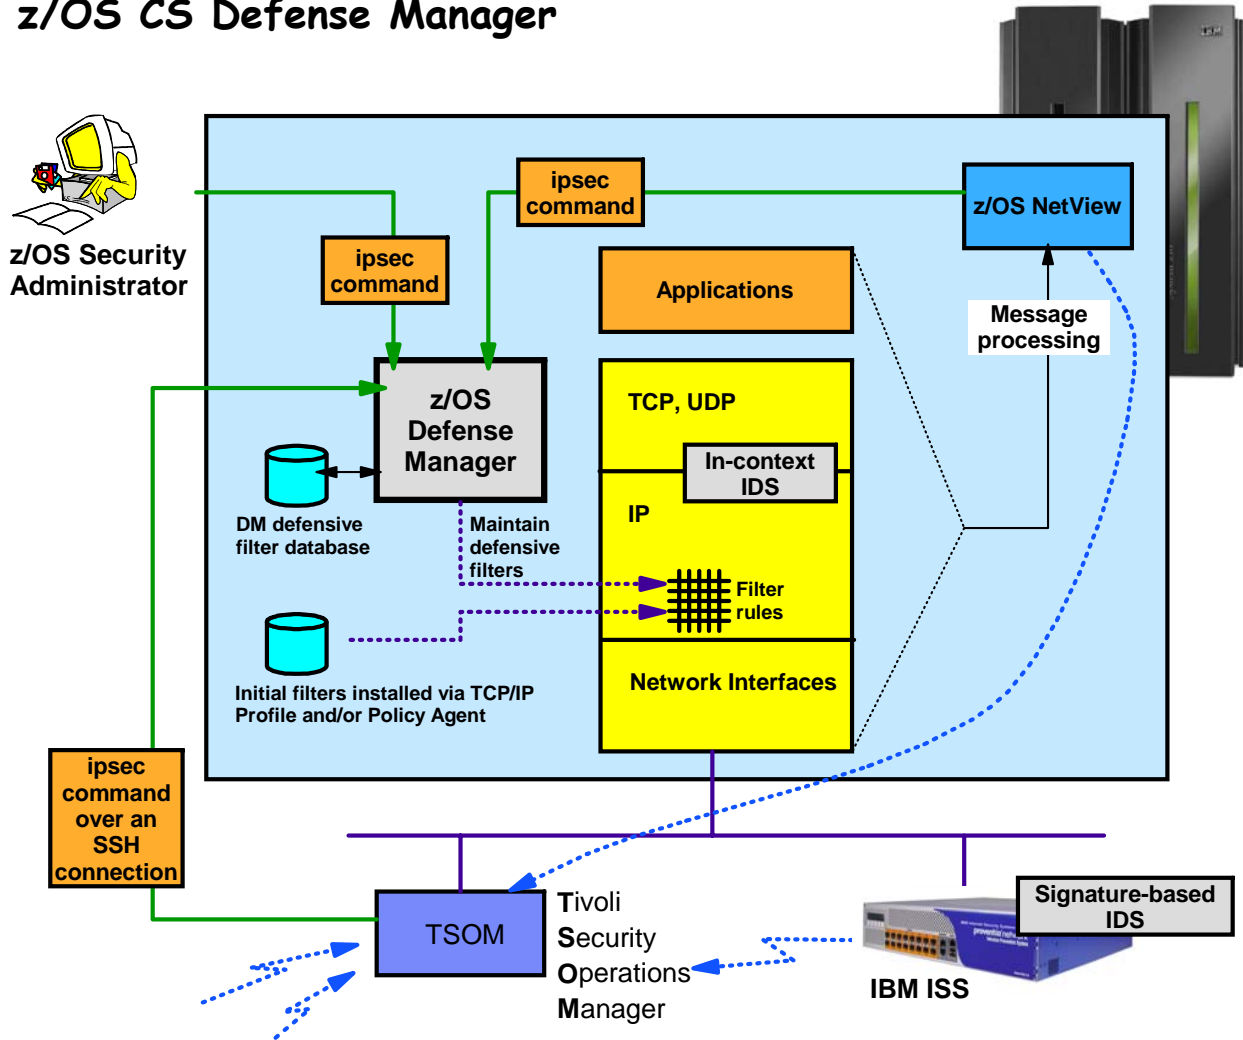 z/OS CS Defense Manager
IBM
z/OS Security
Administrator
ipsec
command
ipsec
command
z/OS NetView
Applications
Message
processing
z/OS
Defense
Manager
TCP, UDP
In-context
IDS
IP
DM defensive
filter database
Maintain
defensive
filters
Filter
rules
Initial filters installed via TCP/IP
Profile and/or Policy Agent
Network Interfaces
ipsec
command
over an
SSH
connection
TSOM
Tivoli
Security
Operations
Manager
Signature-based
IDS
IBM ISS